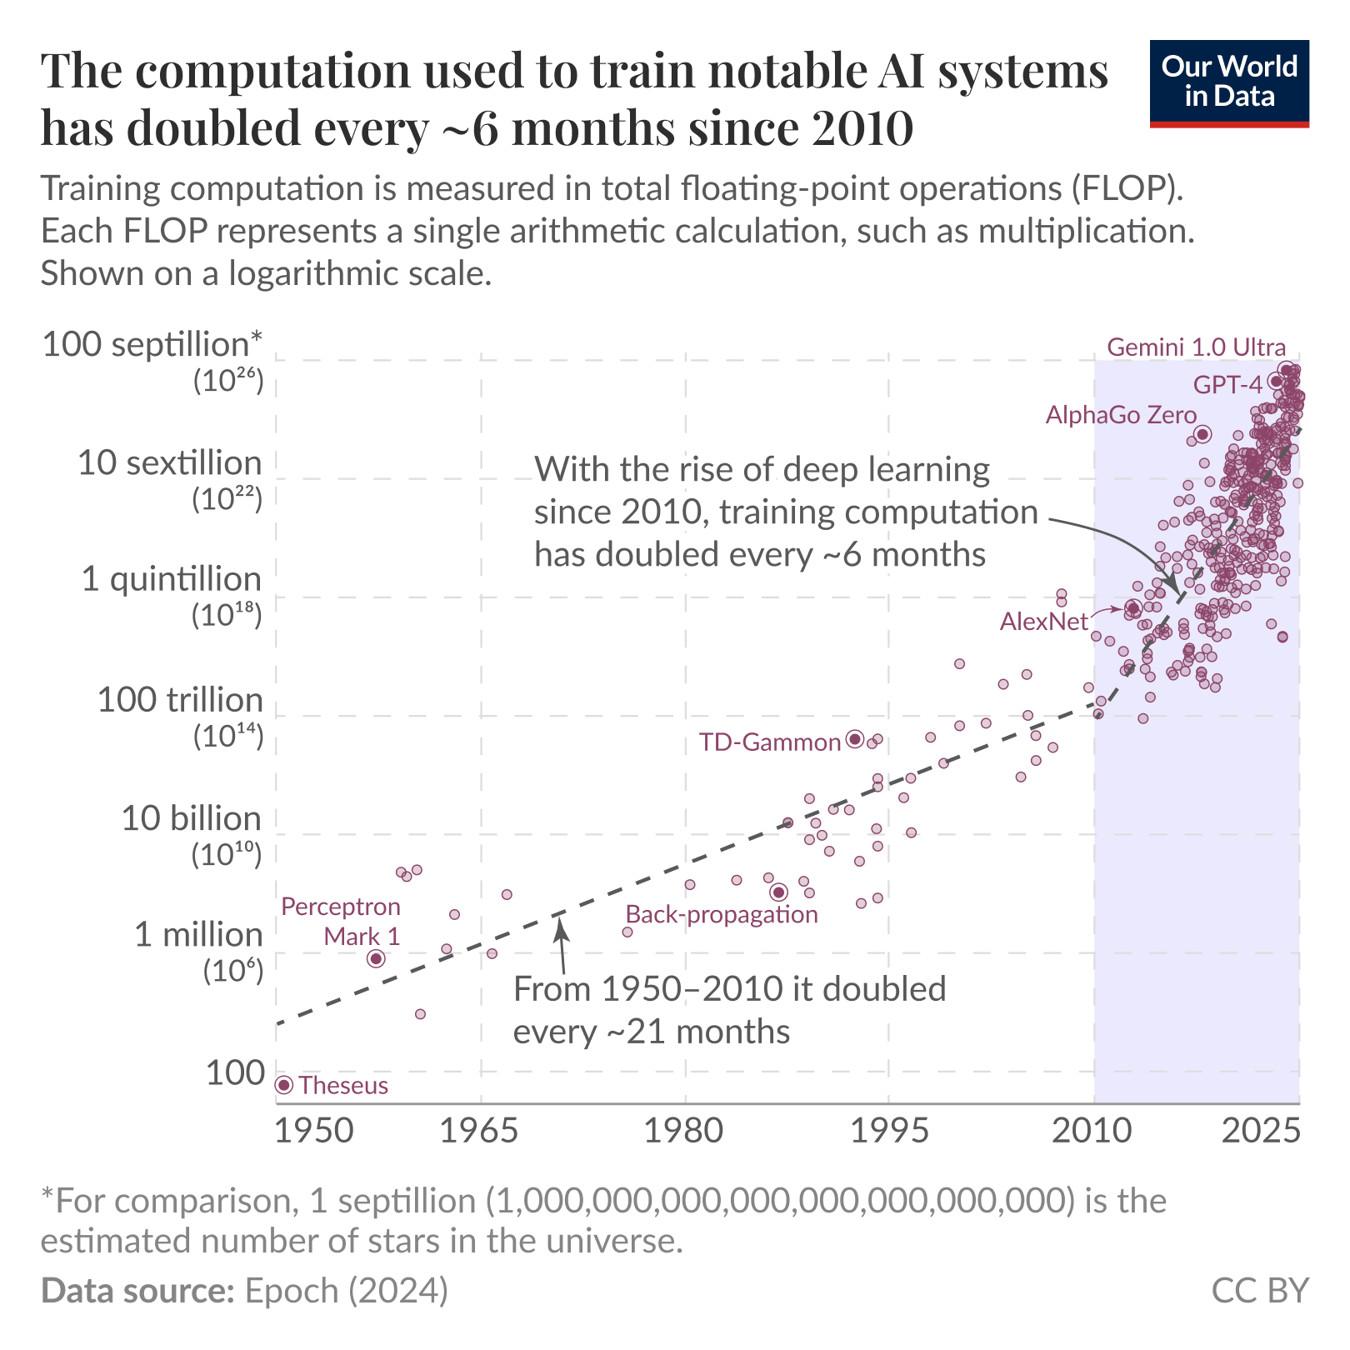 The computation used to train notable AI systems
has doubled every ~6 months since 2010
Our World
in Data
Training computation is measured in total floating-point operations (FLOP).
Each FLOP represents a single arithmetic calculation, such as multiplication.
Shown on a logarithmic scale.
100 septillion*
(10²⁶)
10 sextillion
(10²²)
1 quintillion
(10¹⁸)
100 trillion
(10¹⁴)
10 billion
(10¹⁰)
1 million
(10⁶)
100
Gemini 1.0 Ultra
GPT-4
AlphaGo Zero
With the rise of deep learning
since 2010, training computation
has doubled every ~6 months
AlexNet
TD-Gammon
Perceptron
Mark 1
Back-propagation
From 1950–2010 it doubled
every ~21 months
Theseus
1950 1965 1980 1995 2010 2025
*For comparison, 1 septillion (1,000,000,000,000,000,000,000,000) is the
estimated number of stars in the universe.
Data source: Epoch (2024)
CC BY